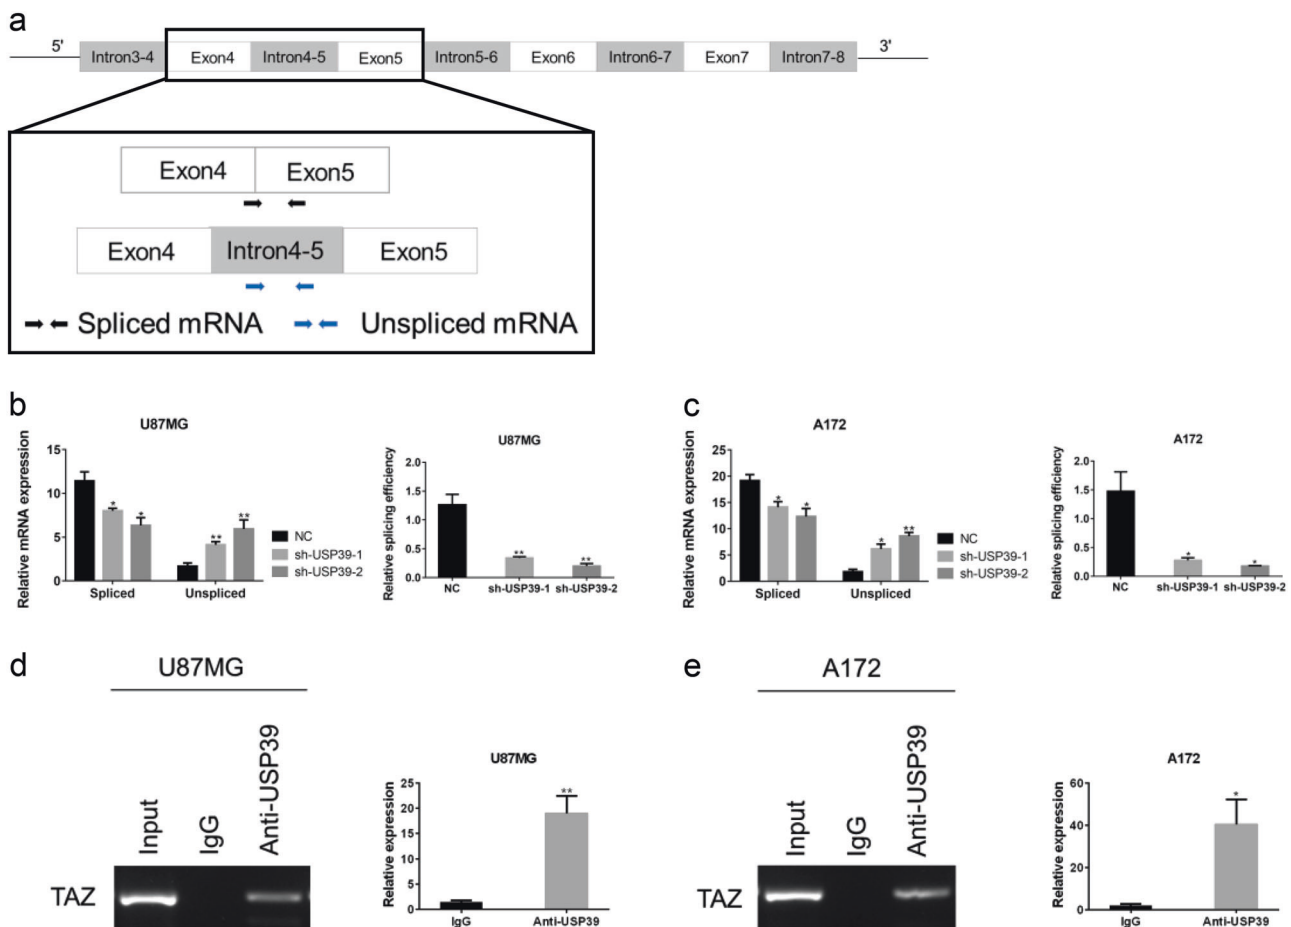 a
5' Intron3-4 Exon4 Intron4-5 Exon5 Intron5-6 Exon6 Intron6-7 Exon7 Intron7-8 3'
Exon4 Exon5
Exon4 Intron4-5 Exon5
Spliced mRNA Unspliced mRNA
b
U87MG
Relative mRNA expression
15
10
5
0
* * ** **
Spliced Unspliced
NC
sh-USP39-1
sh-USP39-2
U87MG
Relative splicing efficiency
2.0
1.5
1.0
0.5
0.0
** **
NC sh-USP39-1 sh-USP39-2
c
A172
Relative mRNA expression
25
20
15
10
5
0
* * * **
Spliced Unspliced
NC
sh-USP39-1
sh-USP39-2
A172
Relative splicing efficiency
2.0
1.5
1.0
0.5
0.0
* *
NC sh-USP39-1 sh-USP39-2
d
U87MG
Input IgG Anti-USP39
TAZ
U87MG
Relative expression
25
20
15
10
5
0
**
IgG Anti-USP39
e
A172
Input IgG Anti-USP39
TAZ
A172
Relative expression
60
40
20
0
*
IgG Anti-USP39